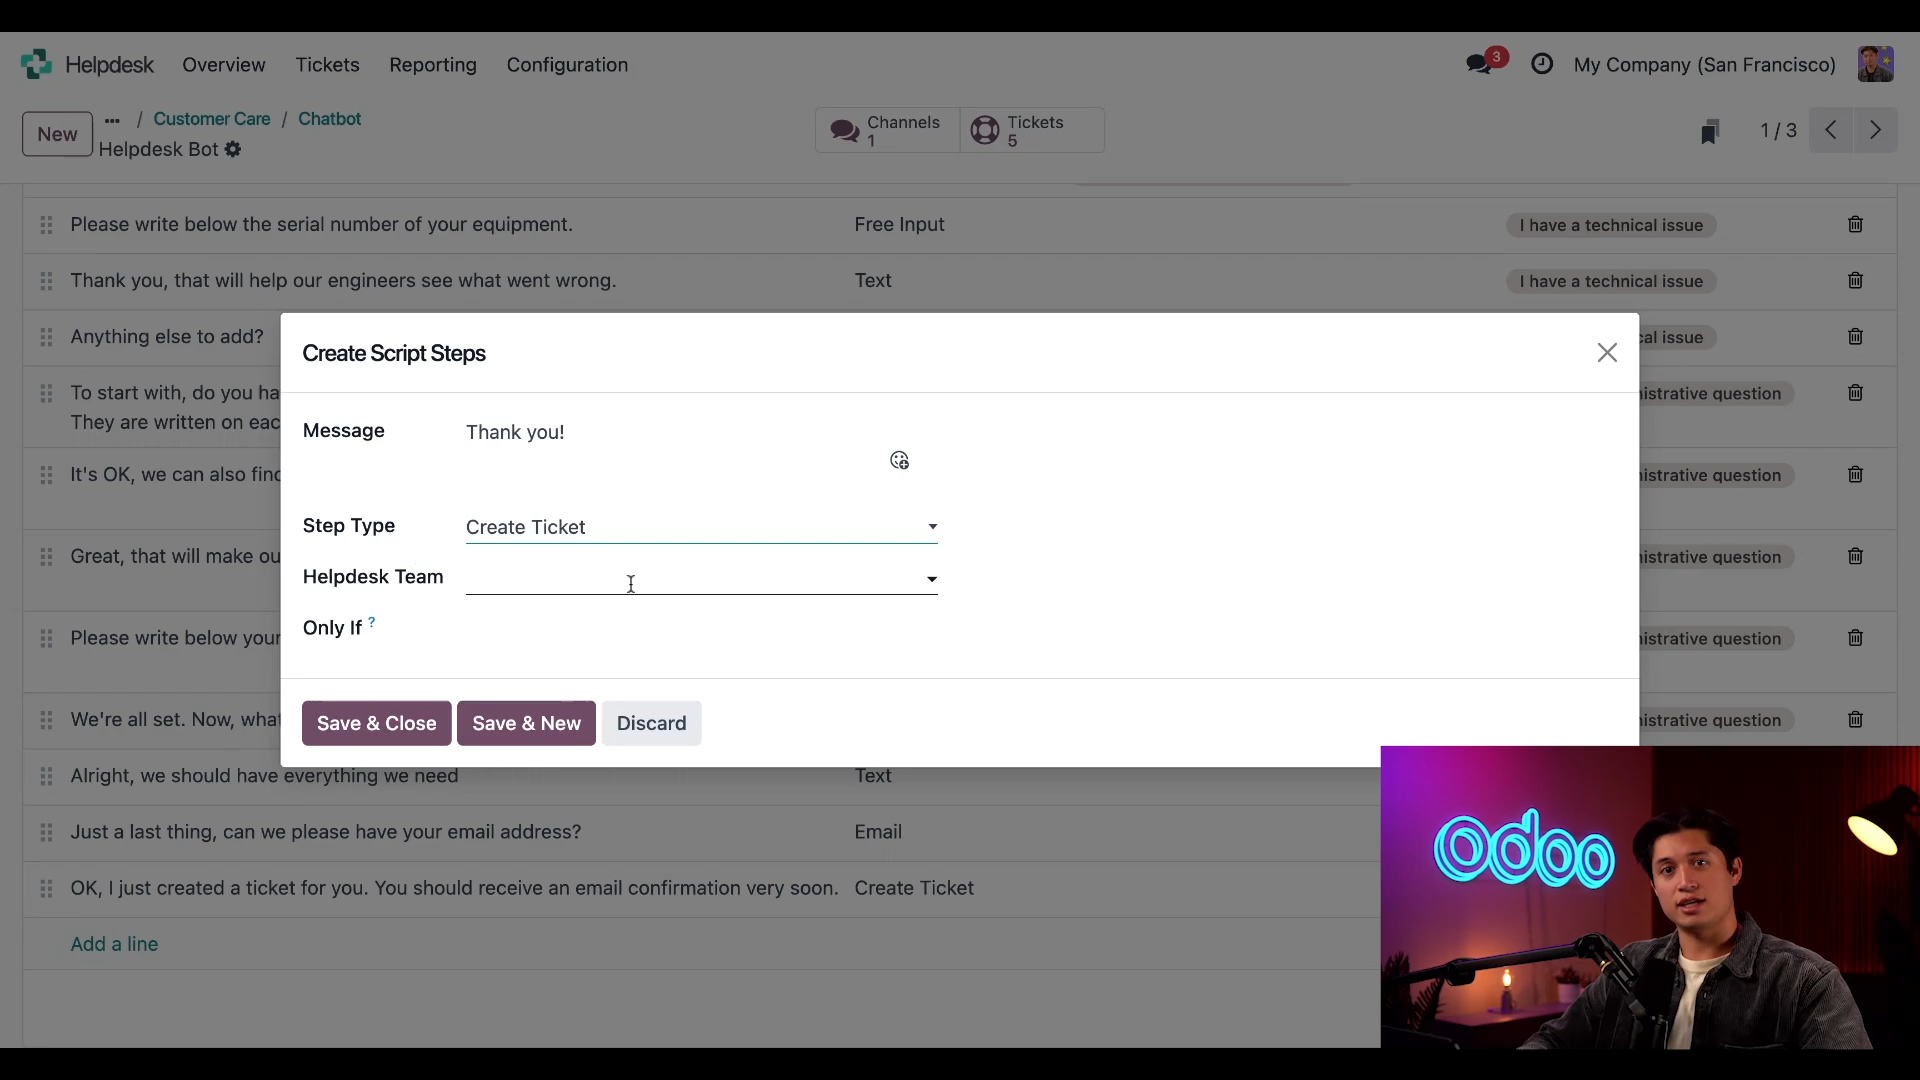 Helpdesk Overview Tickets Reporting Configuration 3 My Company (San Francisco)
New ••• / Customer Care / Chatbot
Helpdesk Bot
Channels 1
Tickets 5
1 / 3
Please write below the serial number of your equipment. Free Input I have a technical issue
Thank you, that will help our engineers see what went wrong. Text I have a technical issue
Anything else to add? cal issue
To start with, do you ha istrative question
They are written on eac
It's OK, we can also find istrative question
Great, that will make ou istrative question
Please write below your istrative question
We're all set. Now, what istrative question
Create Script Steps
Message Thank you!
Step Type Create Ticket
Helpdesk Team
Only If ?
Save & Close Save & New Discard
Alright, we should have everything we need Text
Just a last thing, can we please have your email address? Email
OK, I just created a ticket for you. You should receive an email confirmation very soon. Create Ticket
Add a line
odoo